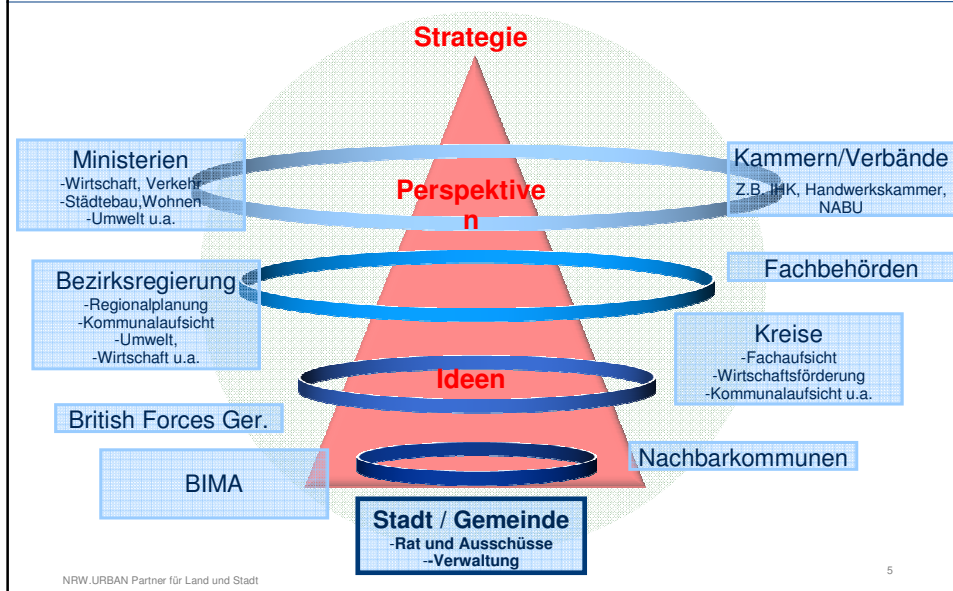 Strategie
Ministerien
-Wirtschaft, Verkehr
-Städtebau,Wohnen
-Umwelt u.a.
Kammern/Verbände
Z.B. IHK, Handwerkskammer,
NABU
Perspektive
n
Bezirksregierung
-Regionalplanung
-Kommunalaufsicht
-Umwelt,
-Wirtschaft u.a.
Fachbehörden
Kreise
-Fachaufsicht
-Wirtschaftsförderung
-Kommunalaufsicht u.a.
Ideen
British Forces Ger.
Nachbarkommunen
BIMA
Stadt / Gemeinde
-Rat und Ausschüsse
--Verwaltung
NRW.URBAN Partner für Land und Stadt
5